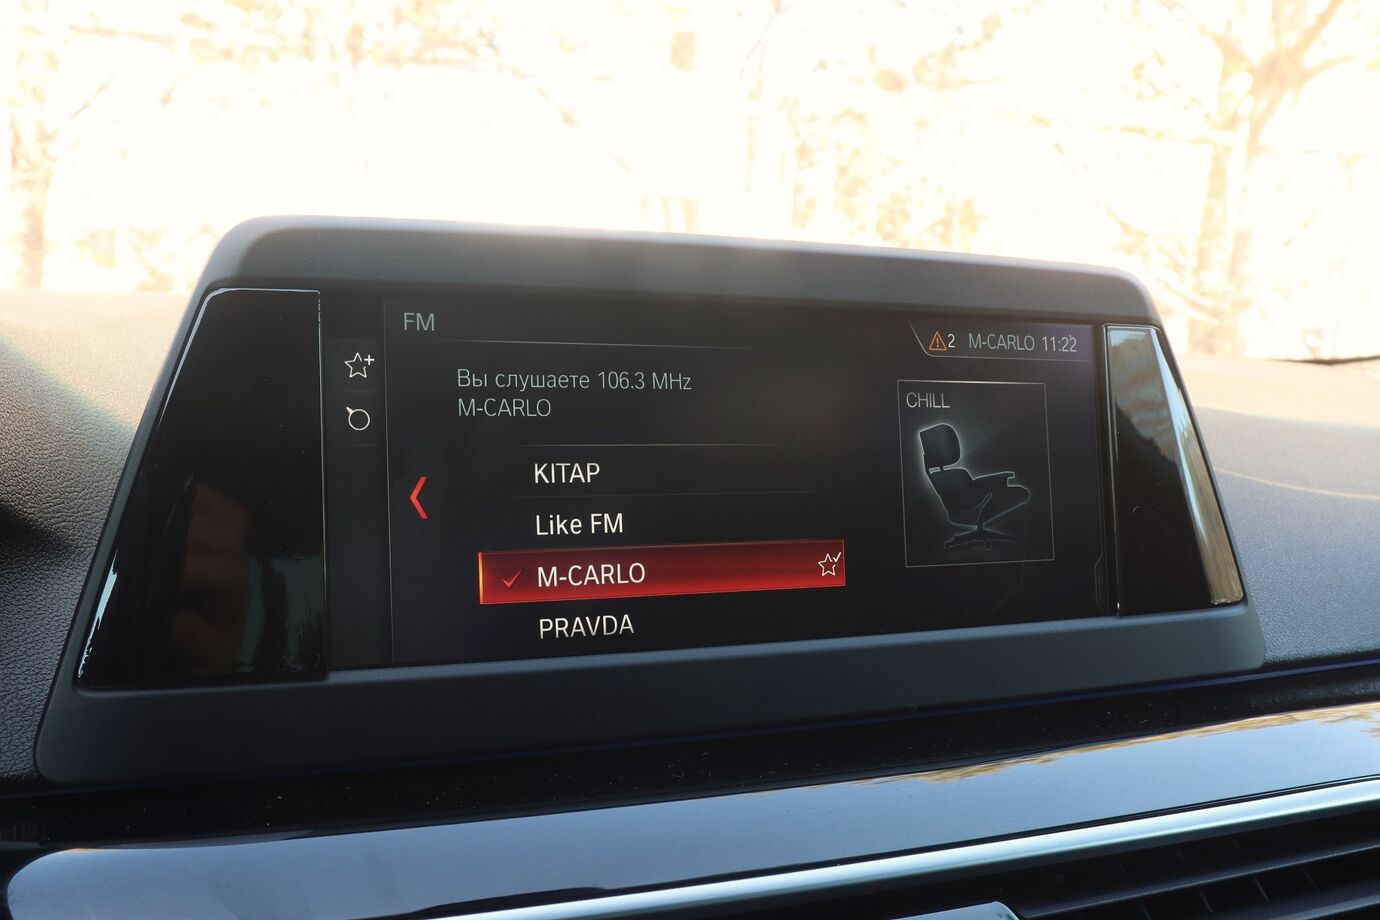 FM
2 M-CARLO 11:22
Вы слушаете 106.3 MHz
M-CARLO
CHILL
KITAP
Like FM
M-CARLO
PRAVDA